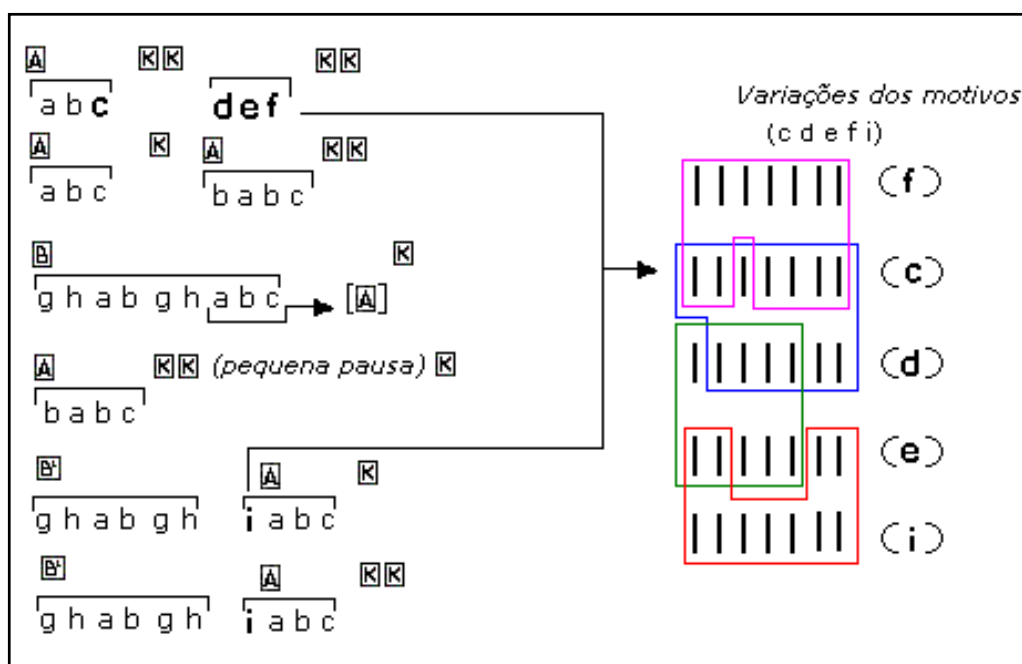 A K K K K
a b c d e f
A K A K K
a b c b a b c
B K
g h a b g h a b c [A]
A K K (pequena pausa) K
b a b c
B' A K
g h a b g h i a b c
B' A K K
g h a b g h i a b c
Variações dos motivos
(c d e f i)
(f)
(c)
(d)
(e)
(i)